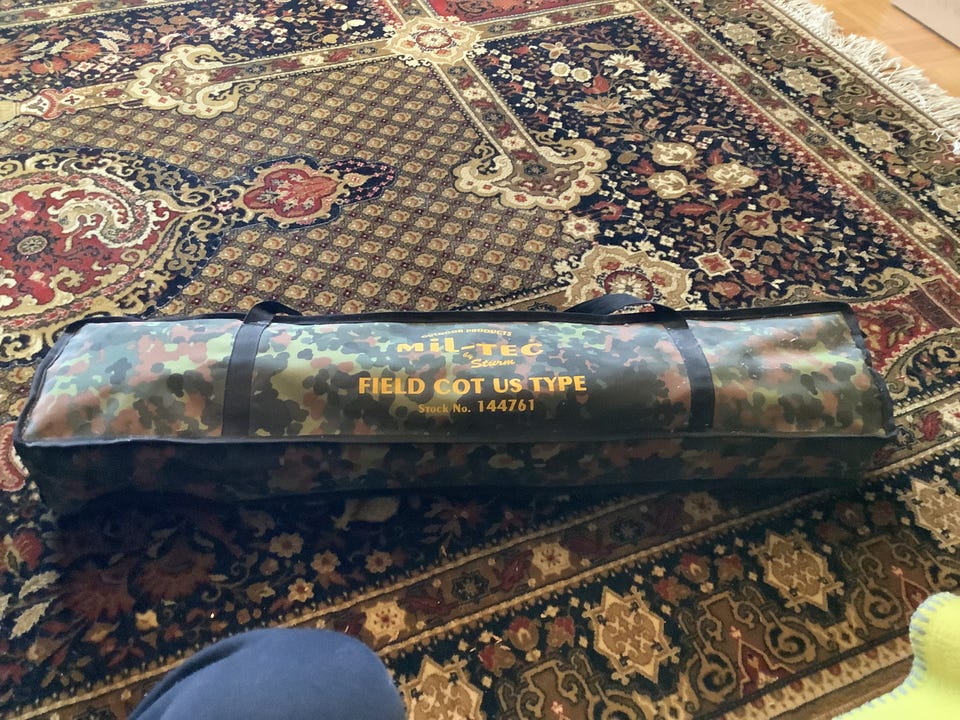 OUTDOOR PRODUCTS
MIL-TEC
by Sturm
FIELD COT US TYPE
Stock No. 144761